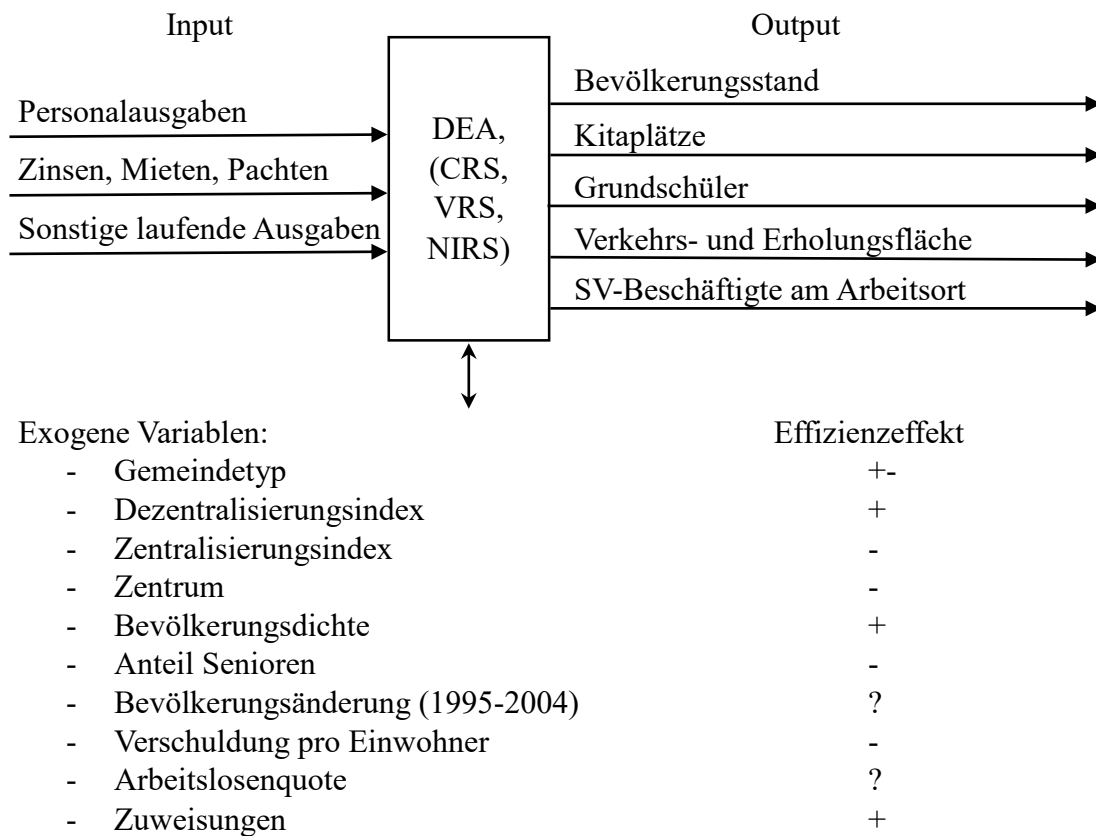 Input
Output
Personalausgaben
Zinsen, Mieten, Pachten
Sonstige laufende Ausgaben
DEA,
(CRS,
VRS,
NIRS)
Bevölkerungsstand
Kitaplätze
Grundschüler
Verkehrs- und Erholungsfläche
SV-Beschäftigte am Arbeitsort
Exogene Variablen: Effizienzeffekt
- Gemeindetyp +-
- Dezentralisierungsindex +
- Zentralisierungsindex -
- Zentrum -
- Bevölkerungsdichte +
- Anteil Senioren -
- Bevölkerungsänderung (1995-2004) ?
- Verschuldung pro Einwohner -
- Arbeitslosenquote ?
- Zuweisungen +